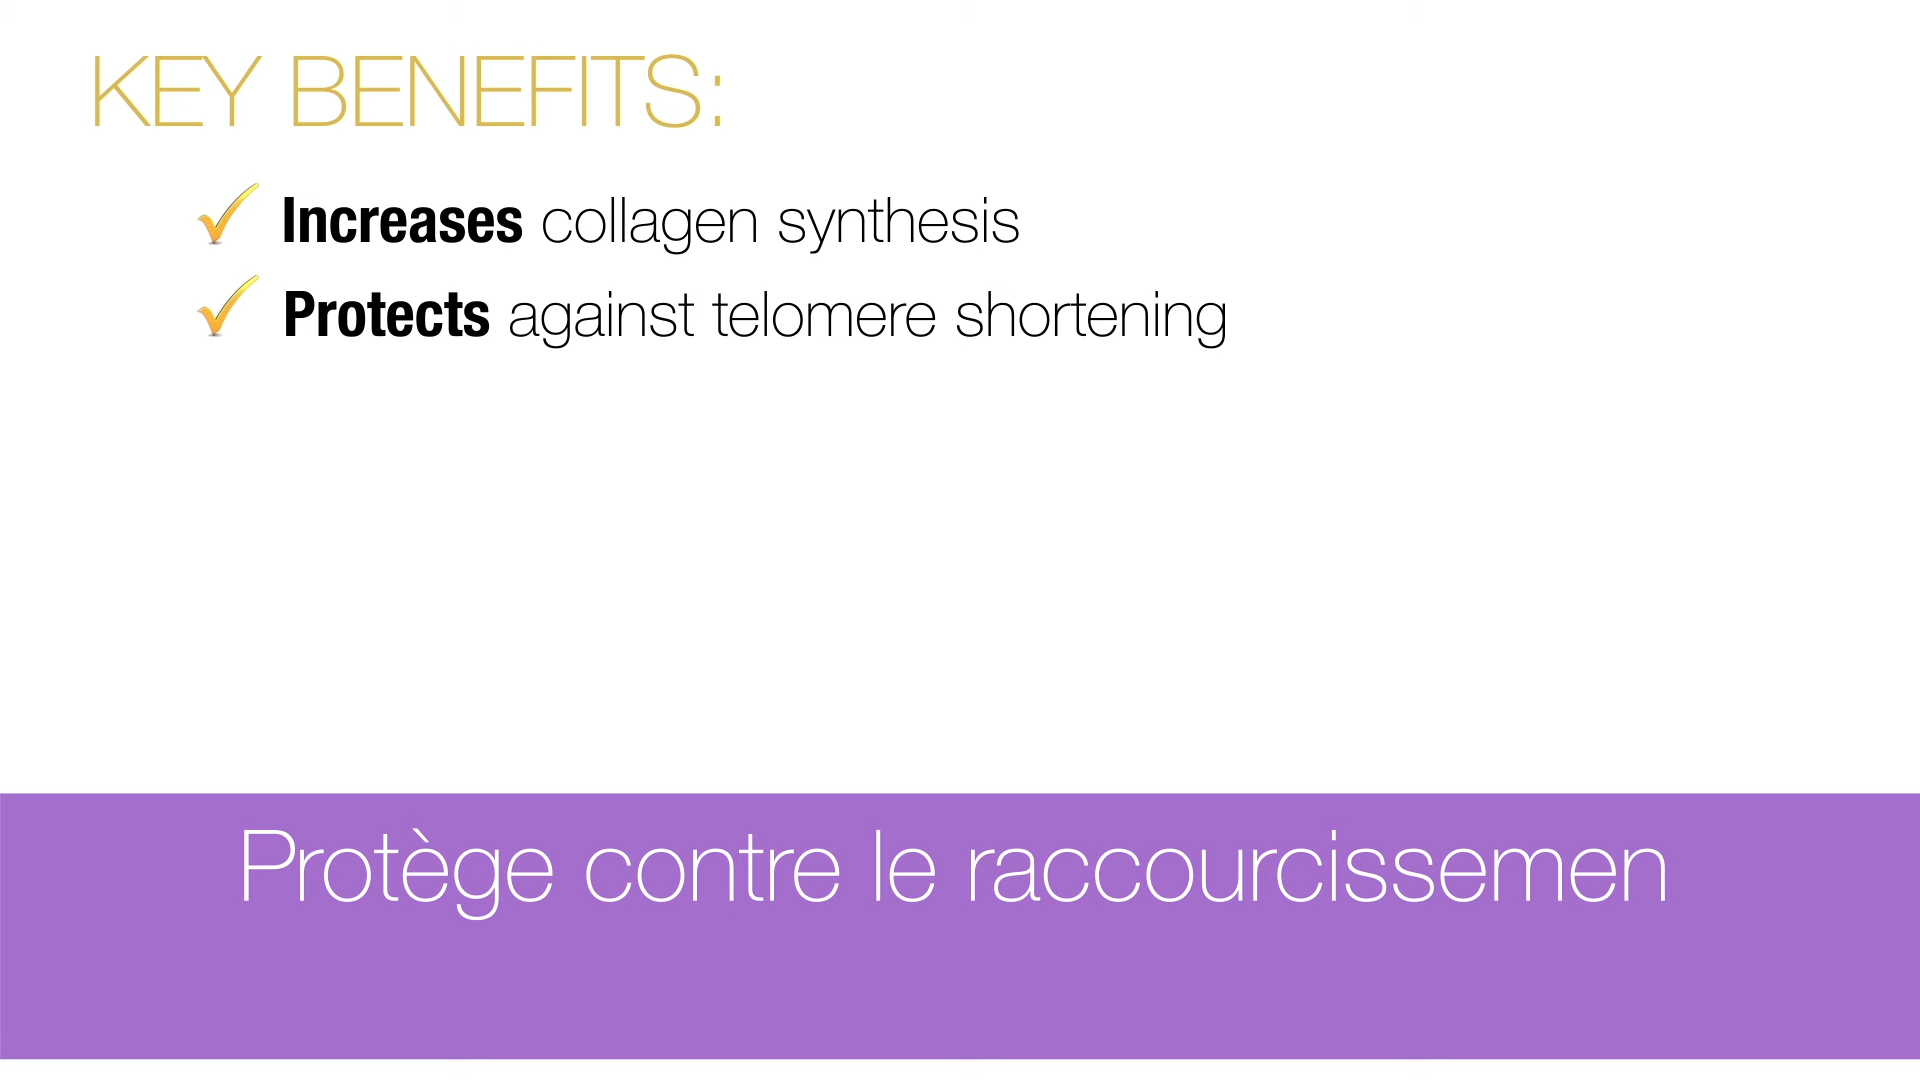 KEY BENEFITS:
Increases collagen synthesis
Protects against telomere shortening
Protège contre le raccourcissemen